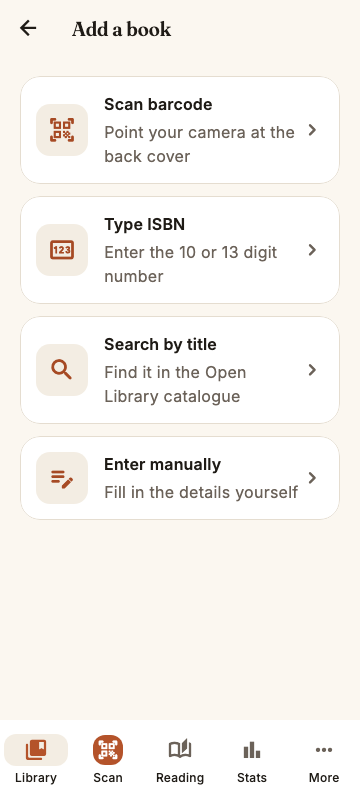 Add a book
Scan barcode
Point your camera at the
back cover
123
Type ISBN
Enter the 10 or 13 digit
number
Search by title
Find it in the Open
Library catalogue
Enter manually
Fill in the details yourself
Library
Scan
Reading
Stats
More